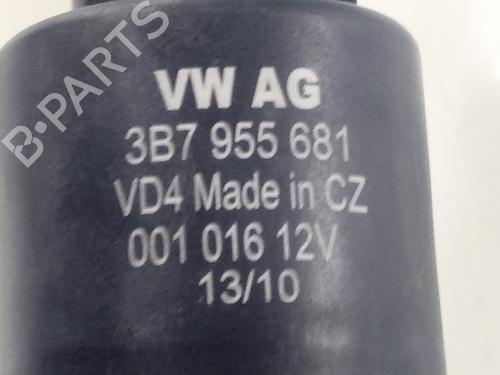 B-PARTS
VW AG
3B7 955 681
VD4 Made in CZ
001 016 12V
13/10